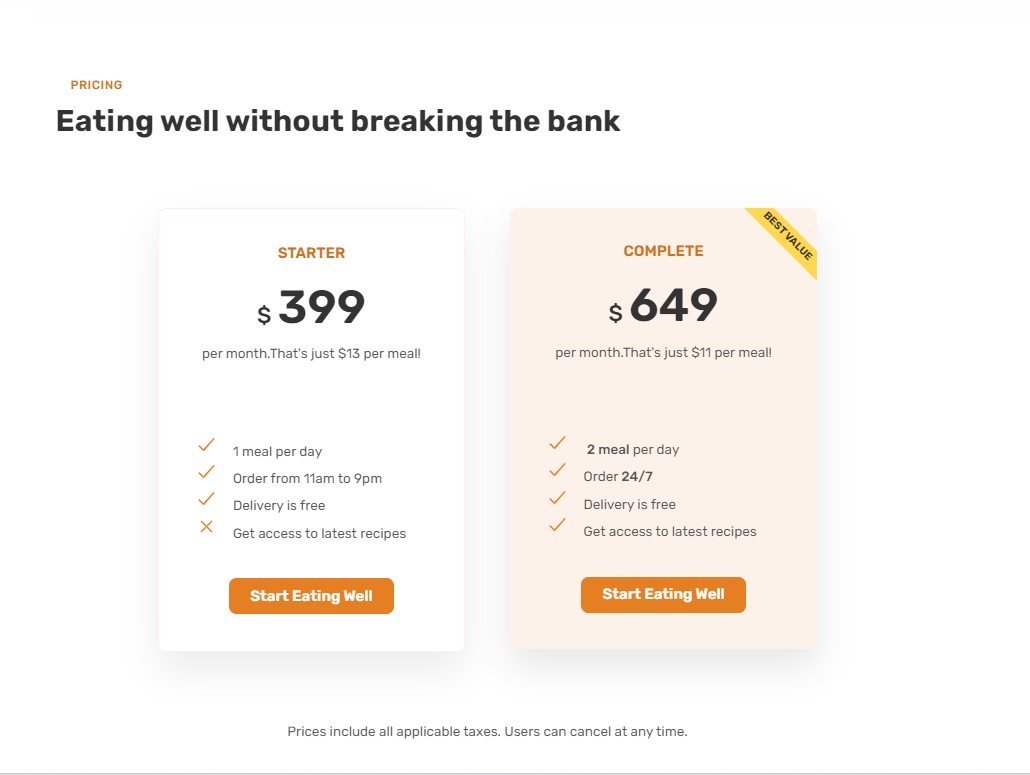 PRICING
Eating well without breaking the bank
STARTER
$ 399
per month.That's just $13 per meal!
1 meal per day
Order from 11am to 9pm
Delivery is free
Get access to latest recipes
Start Eating Well
BEST VALUE
COMPLETE
$ 649
per month.That's just $11 per meal!
2 meal per day
Order 24/7
Delivery is free
Get access to latest recipes
Start Eating Well
Prices include all applicable taxes. Users can cancel at any time.